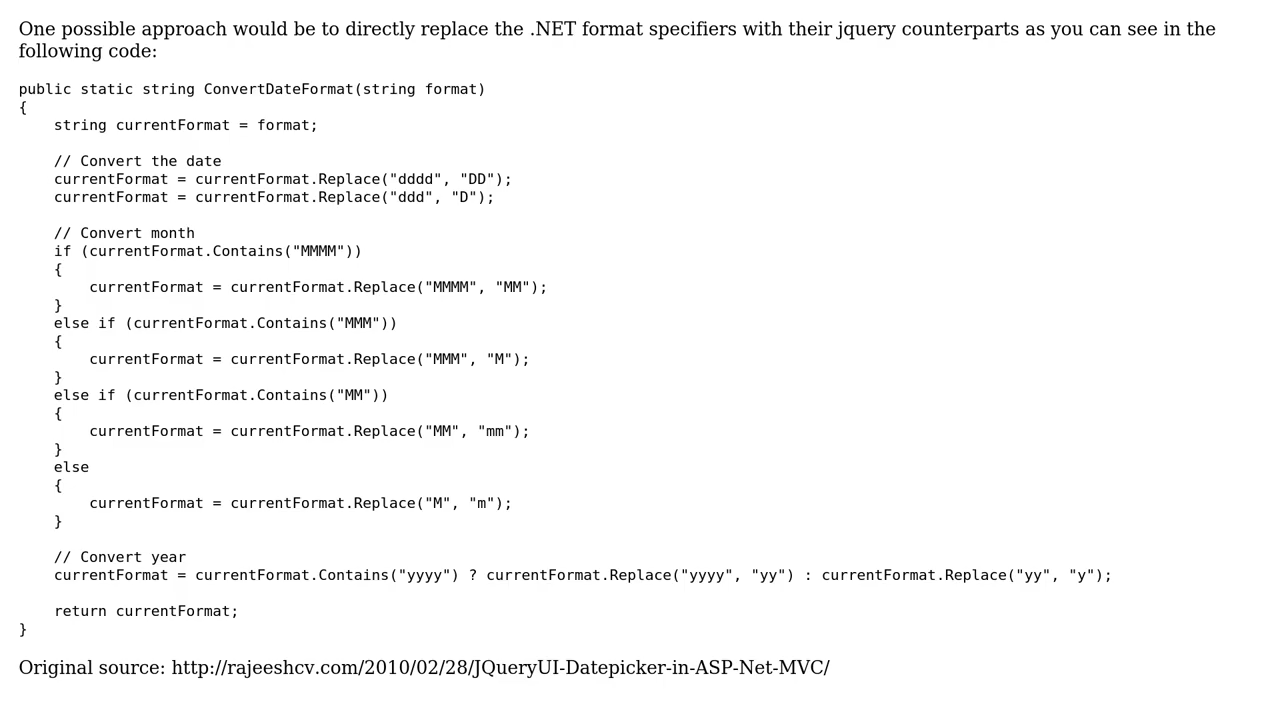 One possible approach would be to directly replace the .NET format specifiers with their jquery counterparts as you can see in the
following code:
public static string ConvertDateFormat(string format)
{
    string currentFormat = format;

    // Convert the date
    currentFormat = currentFormat.Replace("dddd", "DD");
    currentFormat = currentFormat.Replace("ddd", "D");

    // Convert month
    if (currentFormat.Contains("MMMM"))
    {
        currentFormat = currentFormat.Replace("MMMM", "MM");
    }
    else if (currentFormat.Contains("MMM"))
    {
        currentFormat = currentFormat.Replace("MMM", "M");
    }
    else if (currentFormat.Contains("MM"))
    {
        currentFormat = currentFormat.Replace("MM", "mm");
    }
    else
    {
        currentFormat = currentFormat.Replace("M", "m");
    }

    // Convert year
    currentFormat = currentFormat.Contains("yyyy") ? currentFormat.Replace("yyyy", "yy") : currentFormat.Replace("yy", "y");

    return currentFormat;
}
Original source: http://rajeeshcv.com/2010/02/28/JQueryUI-Datepicker-in-ASP-Net-MVC/